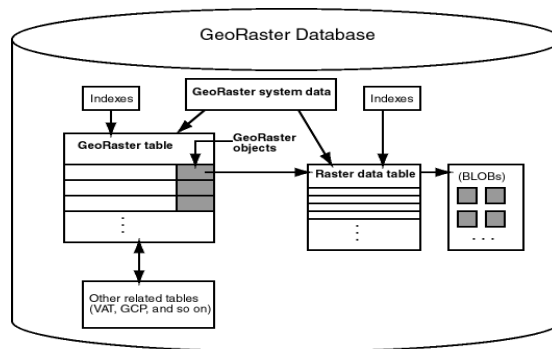 GeoRaster Database
Indexes
GeoRaster system data
Indexes
GeoRaster table
GeoRaster
objects
Raster data table
(BLOBs)
Other related tables
(VAT, GCP, and so on)